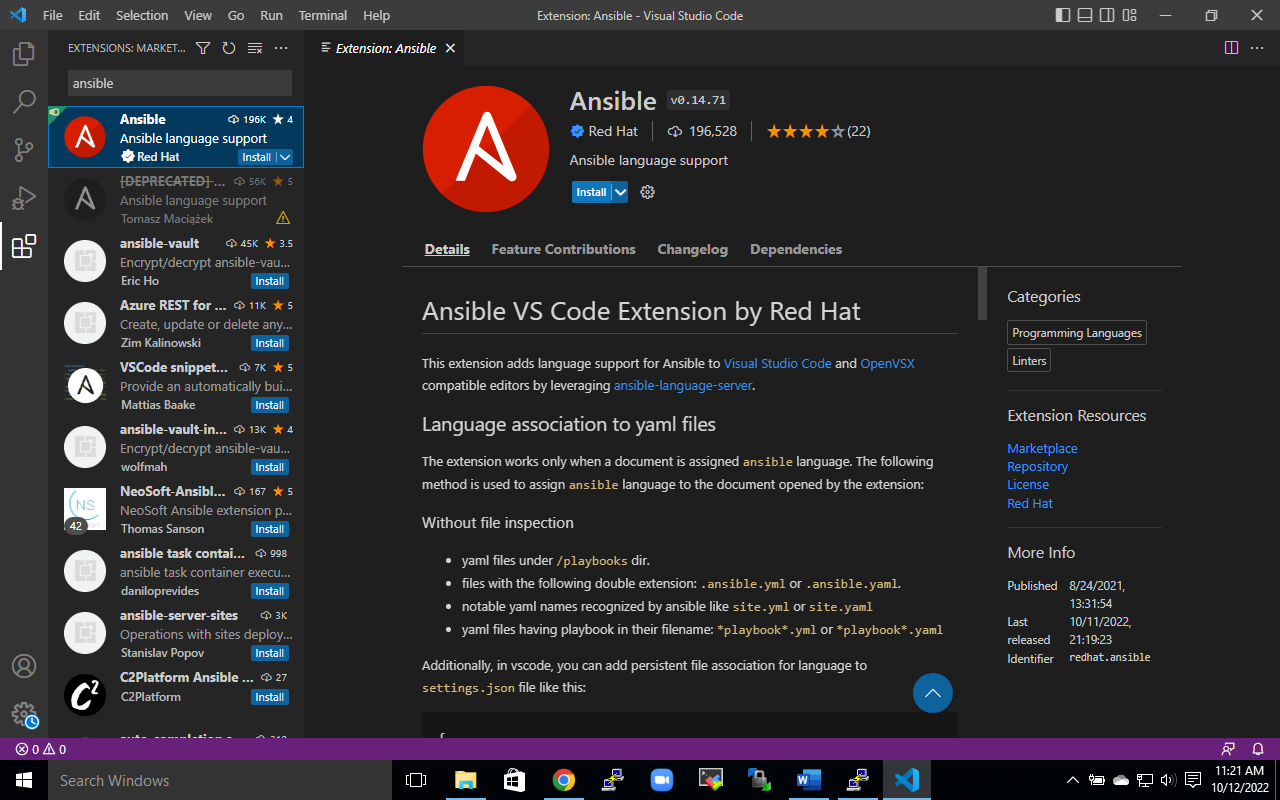 File Edit Selection View Go Run Terminal Help
Extension: Ansible - Visual Studio Code
EXTENSIONS: MARKET...
ansible
Ansible 196K 4
Ansible language support
Red Hat Install
[DEPRECATED] ... 56K 5
Ansible language support
Tomasz Maciążek
ansible-vault 45K 3.5
Encrypt/decrypt ansible-vau...
Eric Ho Install
Azure REST for ... 11K 5
Create, update or delete any...
Zim Kalinowski Install
VSCode snippet... 7K 5
Provide an automatically bui...
Mattias Baake Install
ansible-vault-in... 13K 4
Encrypt/decrypt ansible-vau...
wolfmah Install
NeoSoft-Ansibl... 167 5
NeoSoft Ansible extension p...
Thomas Sanson Install
NS
42
ansible task contai... 998
ansible task container execu...
daniloprevides Install
ansible-server-sites 3K
Operations with sites deploy...
Stanislav Popov Install
C2Platform Ansible ... 27
C2Platform Install
C2
Extension: Ansible
Ansible v0.14.71
Red Hat 196,528 (22)
Ansible language support
Install
Details Feature Contributions Changelog Dependencies
Ansible VS Code Extension by Red Hat
This extension adds language support for Ansible to Visual Studio Code and OpenVSX
compatible editors by leveraging ansible-language-server.
Language association to yaml files
The extension works only when a document is assigned ansible language. The following
method is used to assign ansible language to the document opened by the extension:
Without file inspection
• yaml files under /playbooks dir.
• files with the following double extension: .ansible.yml or .ansible.yaml.
• notable yaml names recognized by ansible like site.yml or site.yaml
• yaml files having playbook in their filename: *playbook*.yml or *playbook*.yaml
Additionally, in vscode, you can add persistent file association for language to
settings.json file like this:
{
Categories
Programming Languages
Linters
Extension Resources
Marketplace
Repository
License
Red Hat
More Info
Published 8/24/2021,
13:31:54
Last 10/11/2022,
released 21:19:23
Identifier redhat.ansible
0 0
Search Windows
11:21 AM
10/12/2022